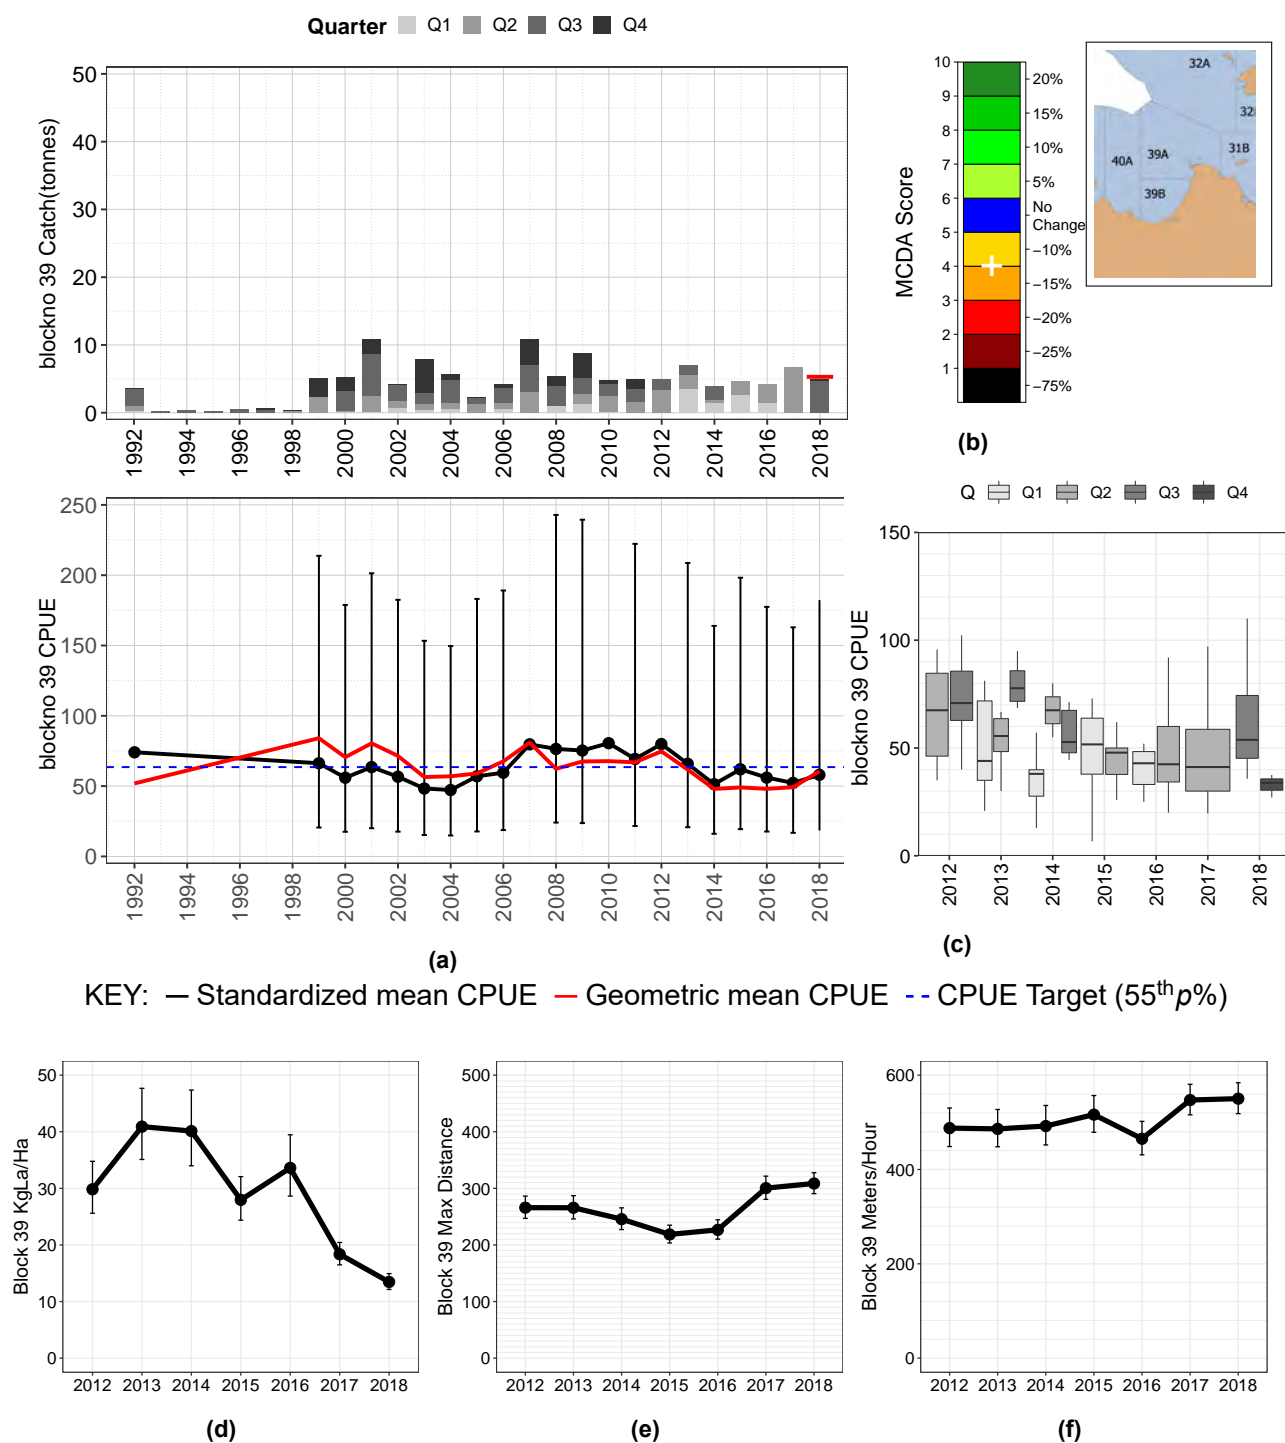 Quarter Q1 Q2 Q3 Q4
blockno 39 Catch(tonnes)
50
40
30
20
10
0
1992 1994 1996 1998 2000 2002 2004 2006 2008 2010 2012 2014 2016 2018
MCDA Score
10
9
8
7
6
5
4
3
2
1
20%
15%
10%
5%
No
Change
−10%
−15%
−20%
−25%
−75%
(b)
32A
32
31B
39A
40A
39B
blockno 39 CPUE
250
200
150
100
50
0
1992 1994 1996 1998 2000 2002 2004 2006 2008 2010 2012 2014 2016 2018
(a)
Q Q1 Q2 Q3 Q4
blockno 39 CPUE
150
100
50
0
2012 2013 2014 2015 2016 2017 2018
(c)
KEY: Standardized mean CPUE Geometric mean CPUE CPUE Target (55th p%)
Block 39 KgLa/Ha
50
40
30
20
10
0
2012 2013 2014 2015 2016 2017 2018
(d)
Block 39 Max Distance
500
400
300
200
100
0
2012 2013 2014 2015 2016 2017 2018
(e)
Block 39 Meters/Hour
600
400
200
0
2012 2013 2014 2015 2016 2017 2018
(f)